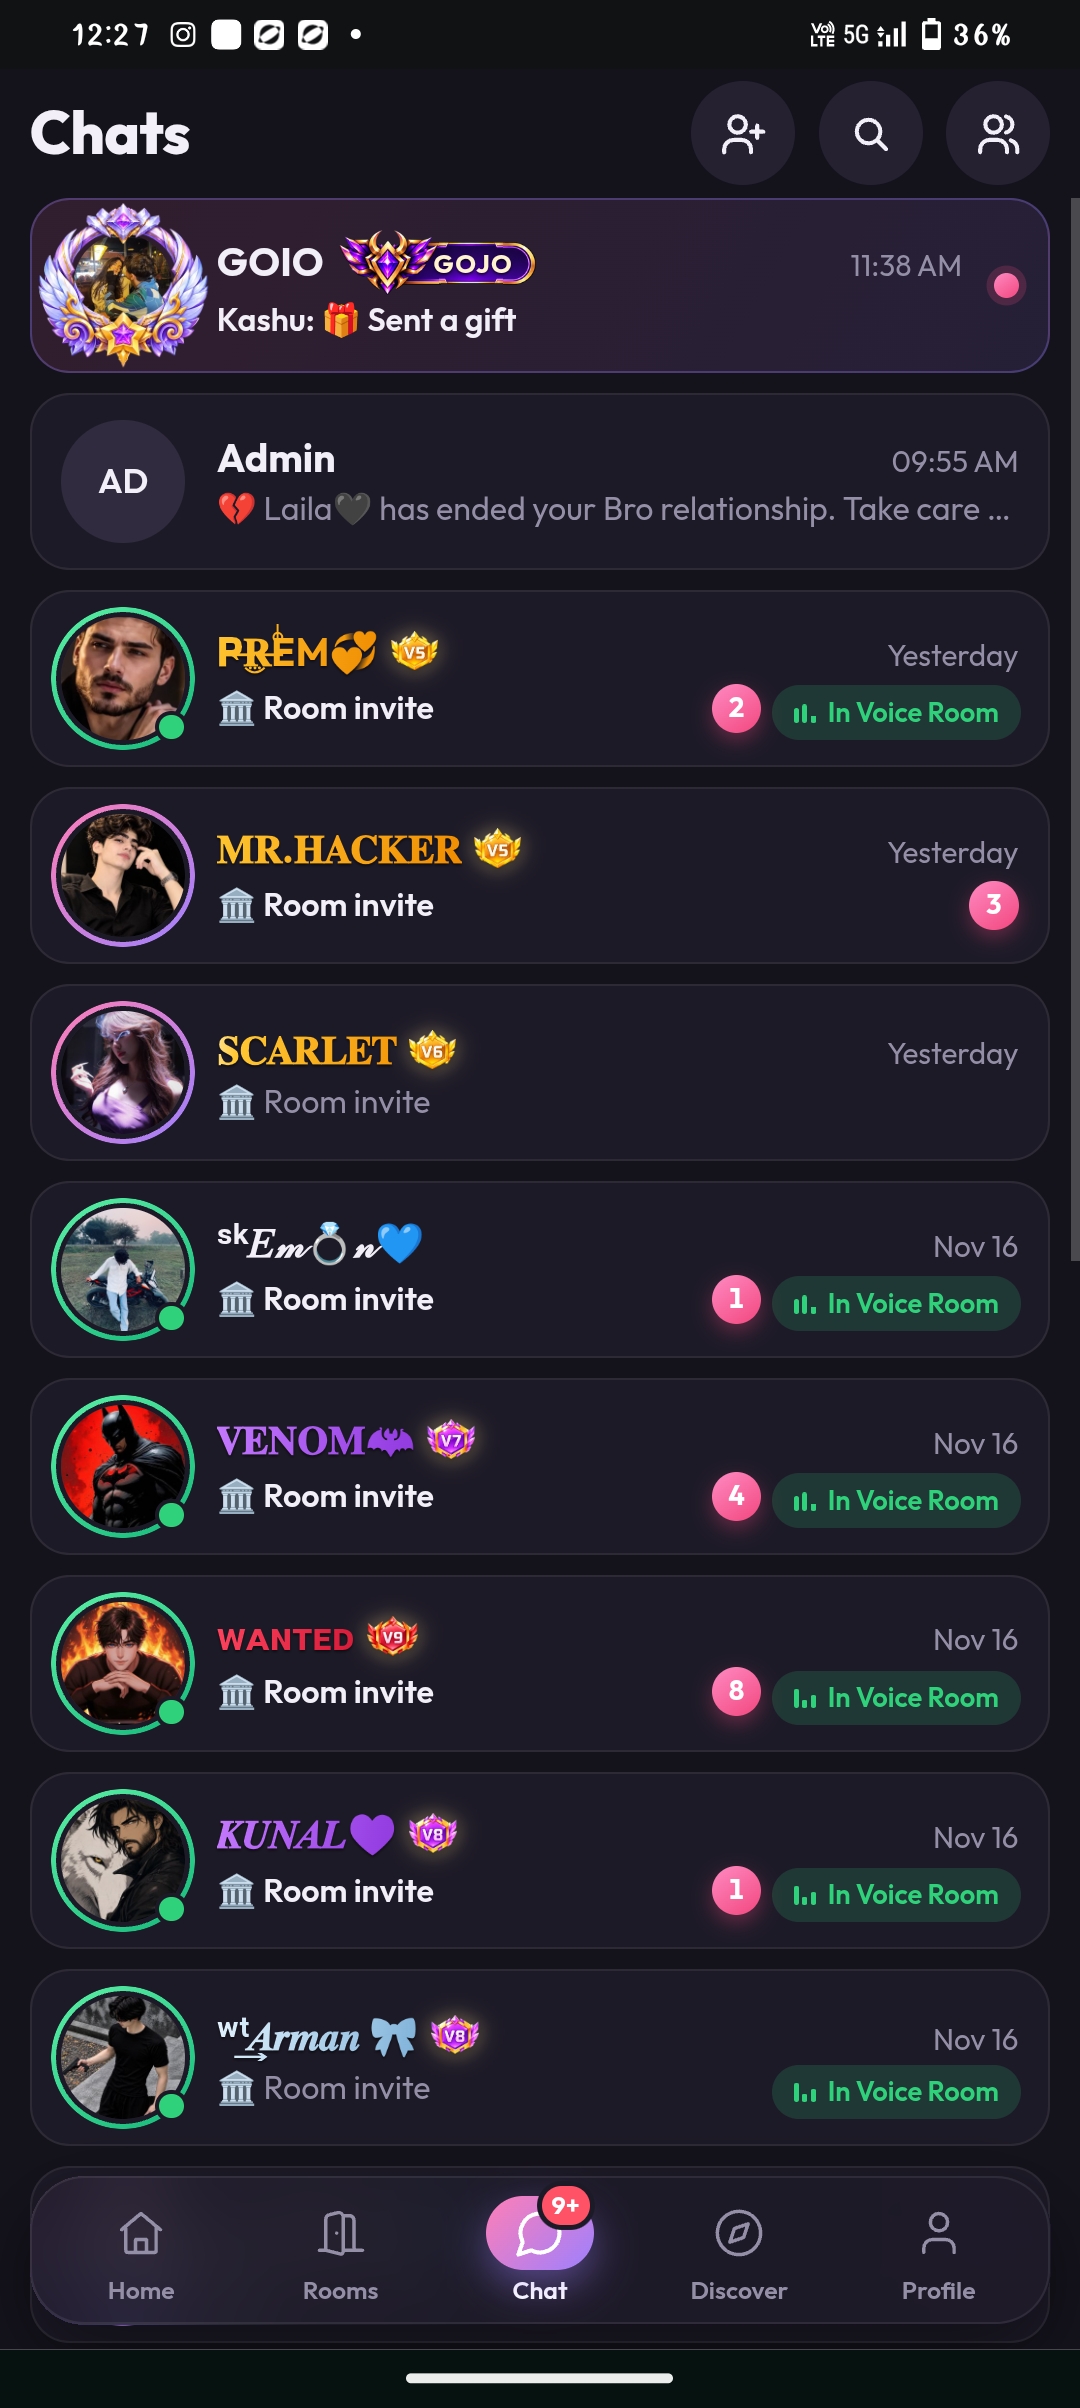 12:27 VoLTE 5G 36%
Chats
GOIO GOJO 11:38 AM
Kashu: 🎁 Sent a gift
AD Admin 09:55 AM
💔 Laila🖤 has ended your Bro relationship. Take care ...
PREM💞 V5 Yesterday
🏛️ Room invite 2 In Voice Room
MR.HACKER V5 Yesterday
🏛️ Room invite 3
SCARLET V6 Yesterday
🏛️ Room invite
ˢᵏEm💍n💙 Nov 16
🏛️ Room invite 1 In Voice Room
VENOM🦇 V7 Nov 16
🏛️ Room invite 4 In Voice Room
WANTED V9 Nov 16
🏛️ Room invite 8 In Voice Room
KUNAL💜 V8 Nov 16
🏛️ Room invite 1 In Voice Room
ʷᵗArman 🎀 V8 Nov 16
🏛️ Room invite In Voice Room
9+
Home Rooms Chat Discover Profile